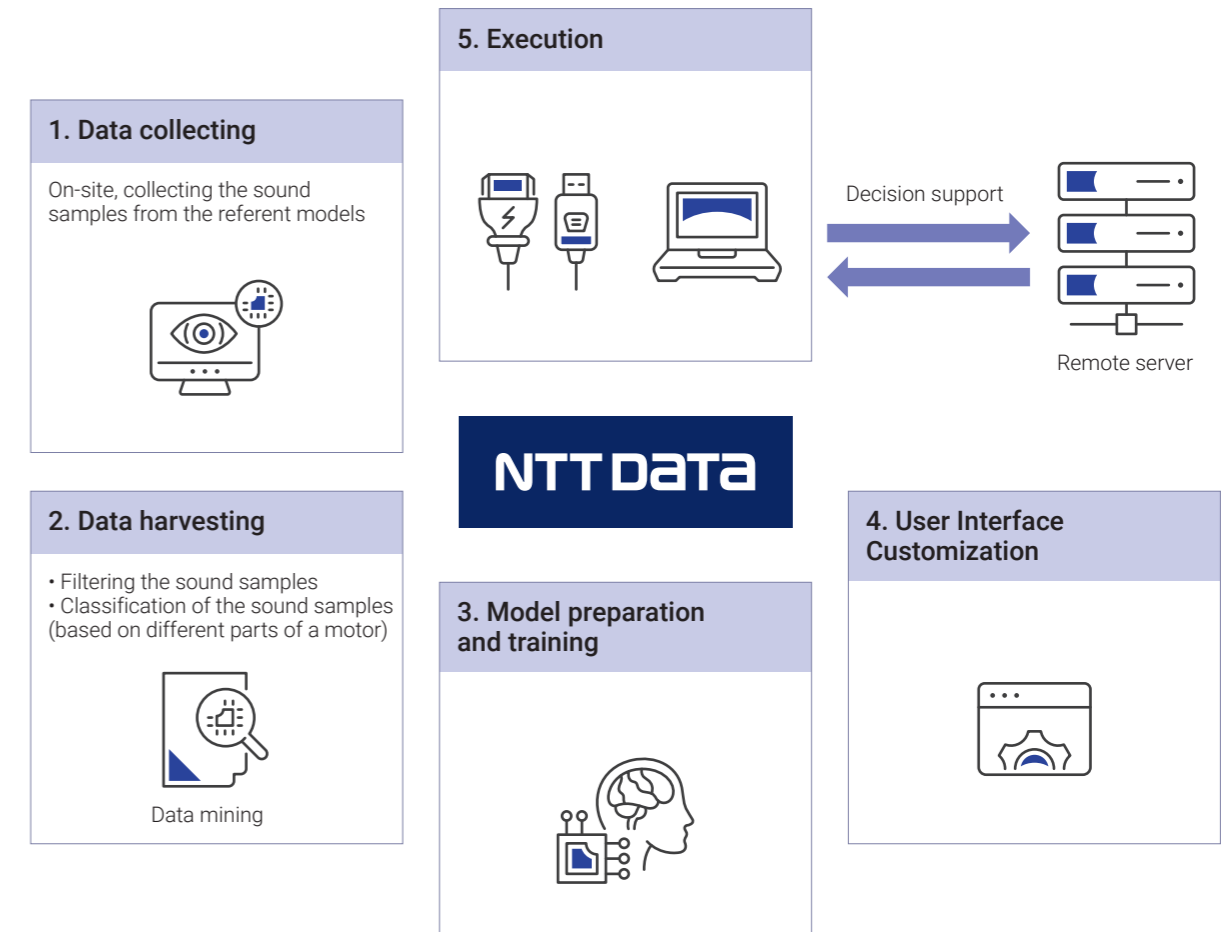 5. Execution
1. Data collecting
On-site, collecting the sound
samples from the referent models
Decision support
Remote server
NTT DATA
2. Data harvesting
• Filtering the sound samples
• Classification of the sound samples
(based on different parts of a motor)
Data mining
3. Model preparation
and training
4. User Interface
Customization